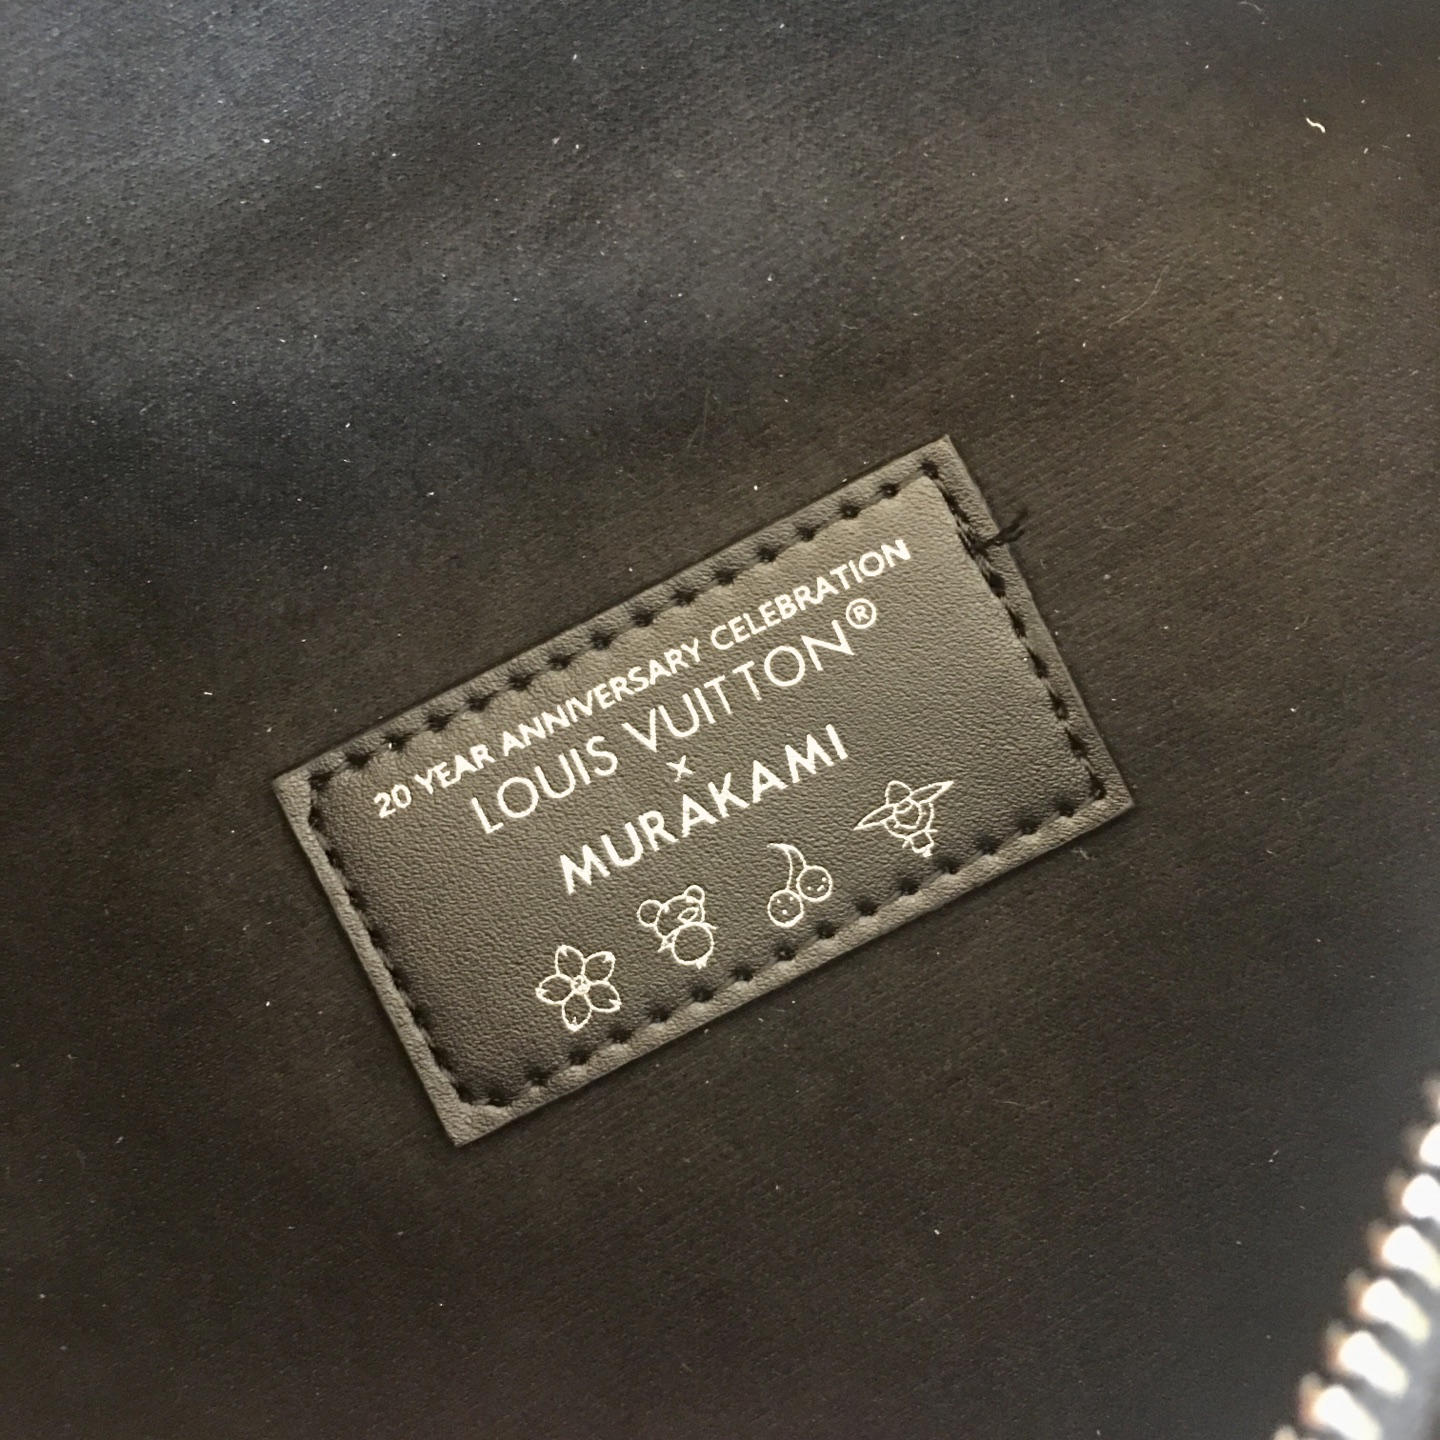 20 YEAR ANNIVERSARY CELEBRATION
LOUIS VUITTON®
×
MURAKAMI